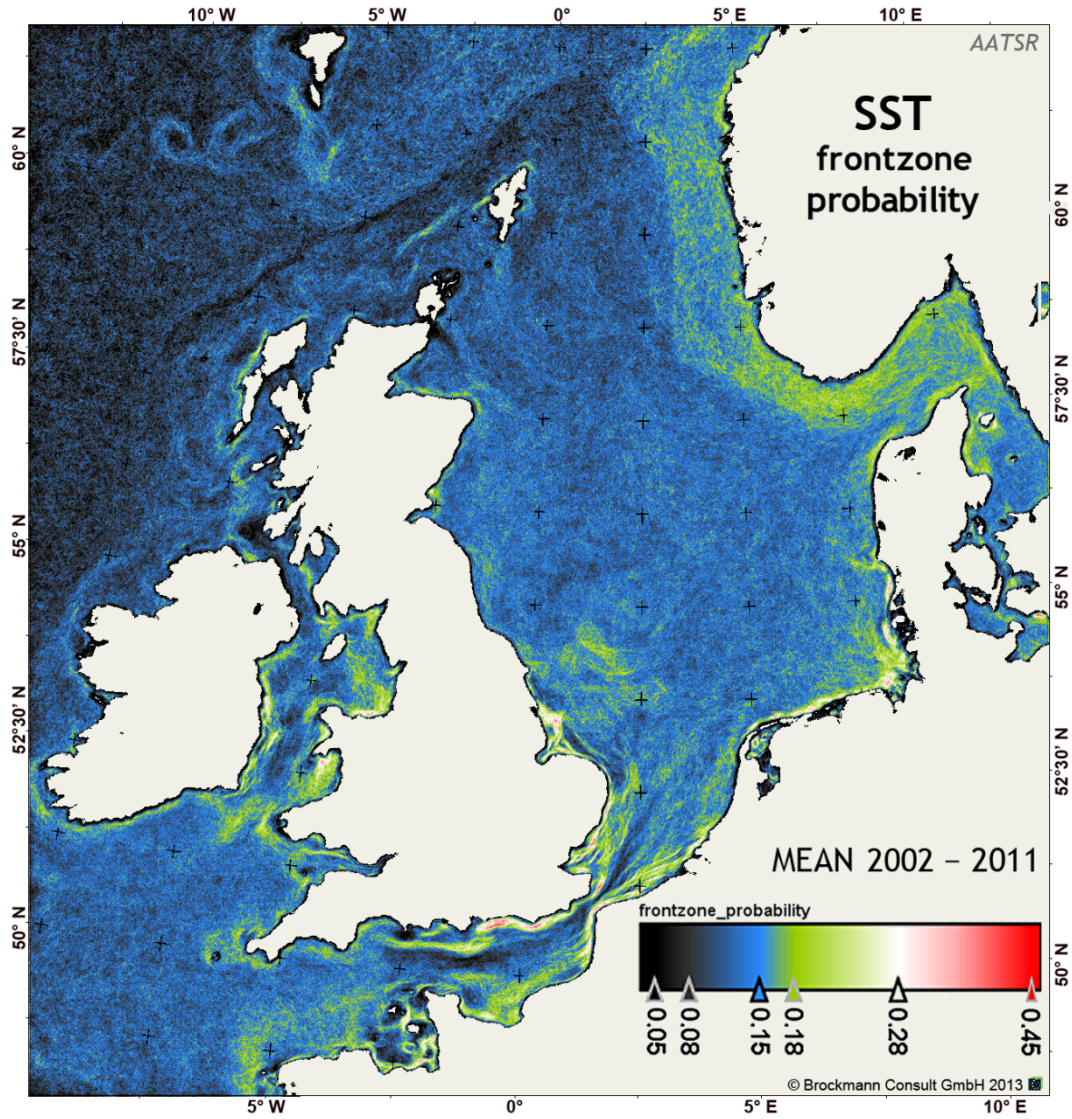 10° W 5° W 0° 5° E 10° E
AATSR
SST
frontzone
probability
60° N
60° N
57°30' N
57°30' N
55° N
55° N
52°30' N
52°30' N
MEAN 2002 – 2011
frontzone_probability
50° N
50° N
0.05 0.08 0.15 0.18 0.28 0.45
© Brockmann Consult GmbH 2013
5° W 0° 5° E 10° E